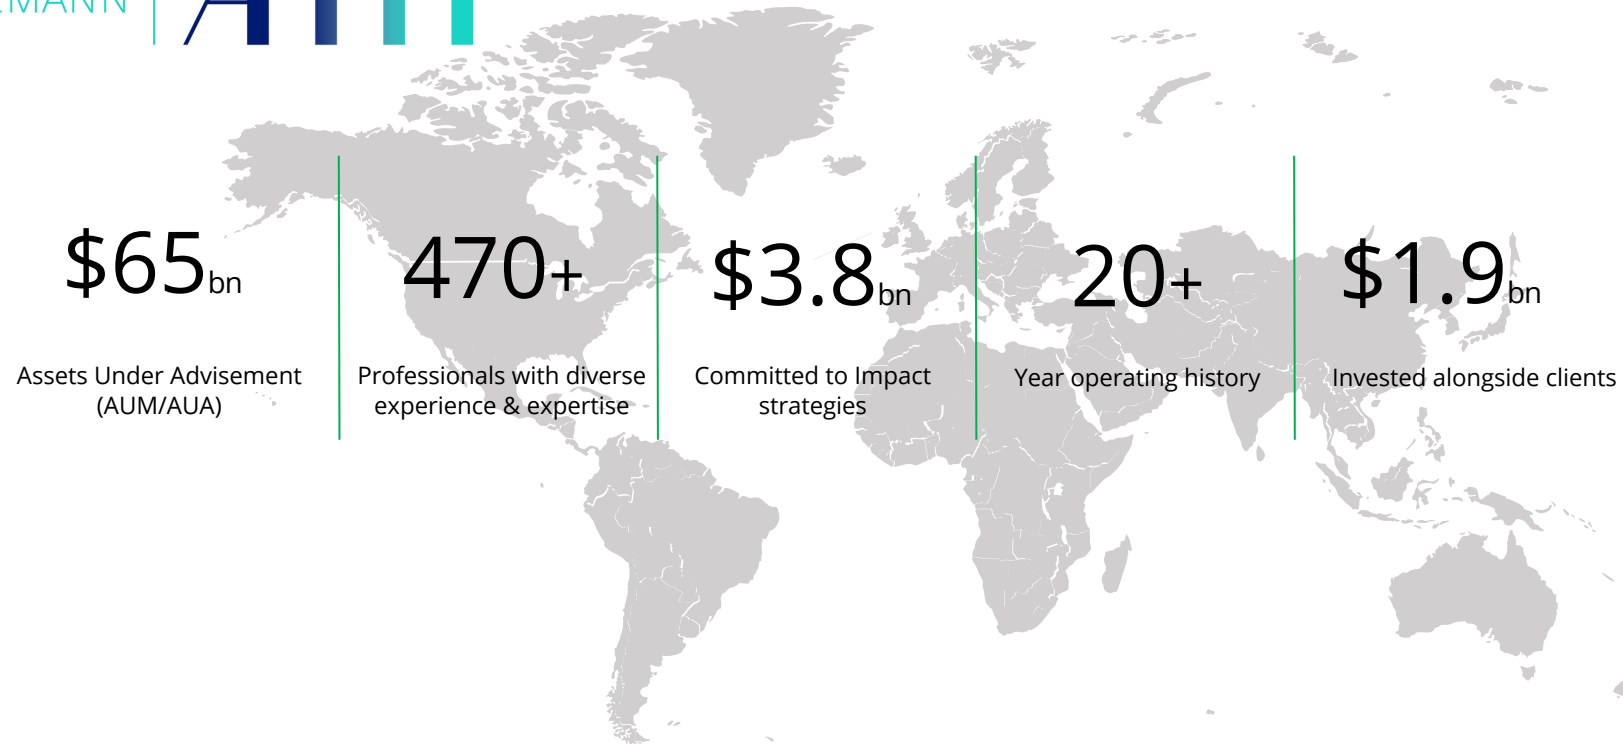 $65bn
Assets Under Advisement
(AUM/AUA)
470+
Professionals with diverse
experience & expertise
$3.8bn
Committed to Impact
strategies
20+
Year operating history
$1.9bn
Invested alongside clients